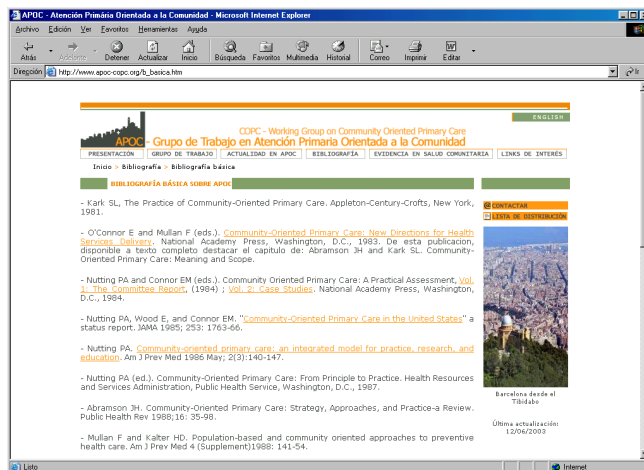 APOC - Atención Primária Orientada a la Comunidad - Microsoft Internet Explorer
Archivo Edición Ver Favoritos Herramientas Ayuda
Atrás Adelante Detener Actualizar Inicio Búsqueda Favoritos Multimedia Historial Correo Imprimir Editar
Dirección http://www.apoc-copc.org/b_basica.htm Ir
ENGLISH
COPC - Working Group on Community Oriented Primary Care
APOC - Grupo de Trabajo en Atención Primaria Orientada a la Comunidad
PRESENTACIÓN GRUPO DE TRABAJO ACTUALIDAD EN APOC BIBLIOGRAFÍA EVIDENCIA EN SALUD COMUNITARIA LINKS DE INTERÉS
Inicio > Bibliografía > Bibliografía básica
BIBLIOGRAFÍA BÁSICA SOBRE APOC
- Kark SL, The Practice of Community-Oriented Primary Care. Appleton-Century-Crofts, New York,
1981.
- O'Connor E and Mullan F (eds.). Community-Oriented Primary Care: New Directions for Health
Services Delivery. National Academy Press, Washington, D.C., 1983. De esta publicacion,
disponible a texto completo destacar el capitulo de: Abramson JH and Kark SL. Community-
Oriented Primary Care: Meaning and Scope.
- Nutting PA and Connor EM (eds.). Community Oriented Primary Care: A Practical Assessment, Vol.
1: The Committee Report, (1984) ; Vol. 2: Case Studies. National Academy Press, Washington,
D.C., 1984.
- Nutting PA, Wood E, and Connor EM. "Community-Oriented Primary Care in the United States" a
status report. JAMA 1985; 253: 1763-66.
- Nutting PA. Community-oriented primary care: an integrated model for practice, research, and
education. Am J Prev Med 1986 May; 2(3):140-147.
- Nutting PA (ed.). Community-Oriented Primary Care: From Principle to Practice. Health Resources
and Services Administration, Public Health Service, Washington, D.C., 1987.
- Abramson JH. Community-Oriented Primary Care: Strategy, Approaches, and Practice-a Review.
Public Health Rev 1988;16: 35-98.
- Mullan F and Kalter HD. Population-based and community oriented approaches to preventive
health care. Am J Prev Med 4 (Supplement)1988: 141-54.
@ CONTACTAR
LISTA DE DISTRIBUCIÓN
Barcelona desde el
Tibidabo
Última actualización:
12/06/2003
Listo Internet